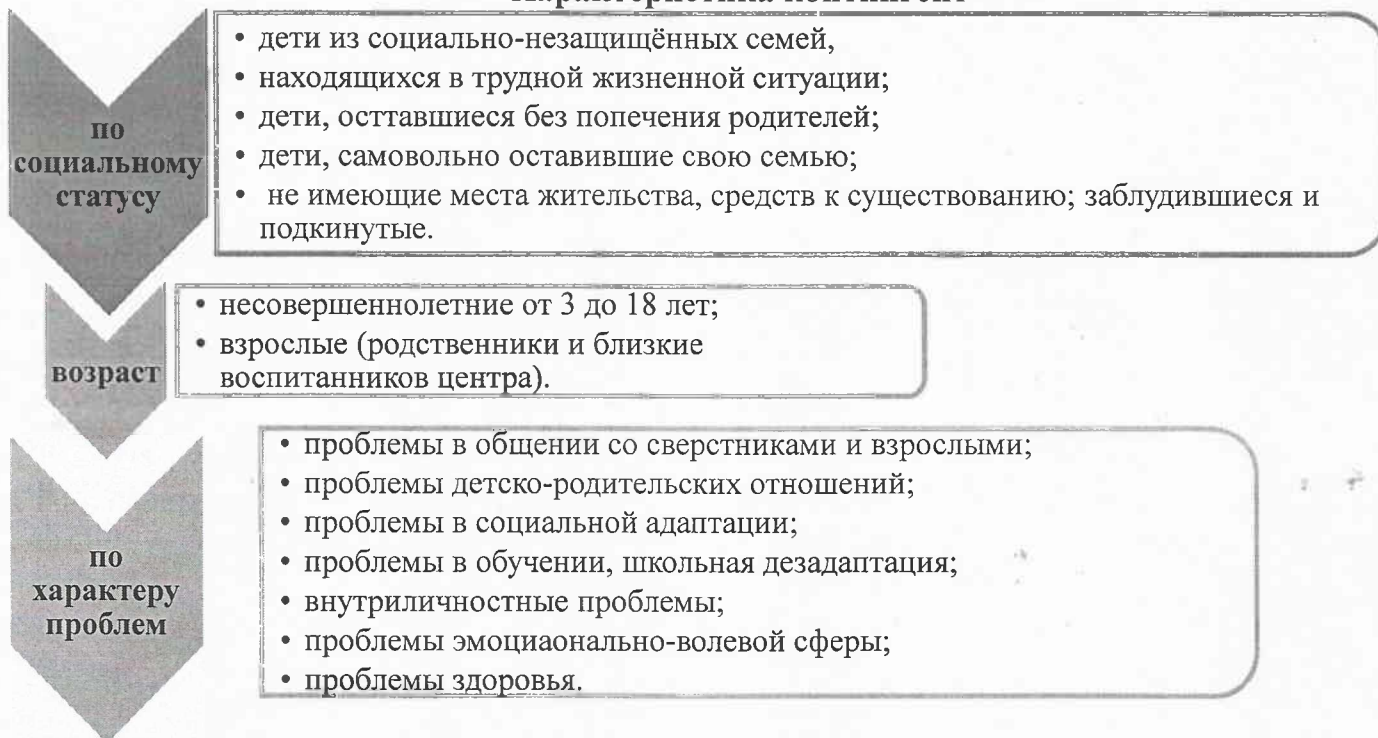 по
социальному
статусу
• дети из социально-незащищённых семей,
• находящихся в трудной жизненной ситуации;
• дети, осттавшиеся без попечения родителей;
• дети, самовольно оставившие свою семью;
• не имеющие места жительства, средств к существованию; заблудившиеся и
подкинутые.
возраст
• несовершеннолетние от 3 до 18 лет;
• взрослые (родственники и близкие
воспитанников центра).
по
характеру
проблем
• проблемы в общении со сверстниками и взрослыми;
• проблемы детско-родительских отношений;
• проблемы в социальной адаптации;
• проблемы в обучении, школьная дезадаптация;
• внутриличностные проблемы;
• проблемы эмоциаонально-волевой сферы;
• проблемы здоровья.